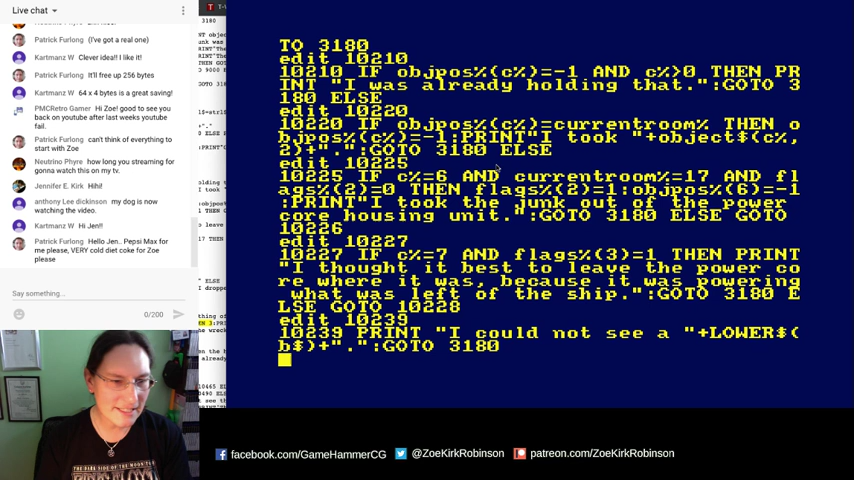 Live chat
Patrick Furlong (I've got a real one)
Kartmanz W Clever idea!! I like it!
Patrick Furlong It'll free up 256 bytes
Kartmanz W 64 x 4 bytes is a great saving!
PMCRetro Gamer Hi Zoe! good to see you
back on youtube after last weeks youtube
fail.
Patrick Furlong can't think of everything to
start with Zoe
Neutrino Phyre how long you streaming for
gonna watch this on my tv.
Jennifer E. Kirk Hihi!
anthony Lee dickinson my dog is now
watching the video.
Kartmanz W Hi Jen!!
Patrick Furlong Hello Jen.. Pepsi Max for
me please, VERY cold diet coke for Zoe
please
Say something...
0/200
TO 3180
edit 10210
10210 IF objpos%(c%)=-1 AND c%>0 THEN PR
INT "I was already holding that.":GOTO 3
180 ELSE
edit 10220
10220 IF objpos%(c%)=currentroom% THEN o
bjpos%(c%)=-1:PRINT"I took "+object$(c%,
2)+".":GOTO 3180 ELSE
edit 10225
10225 IF c%=6 AND currentroom%=17 AND fl
ags%(2)=0 THEN flags%(2)=1:objpos%(6)=-1
:PRINT"I took the junk out of the power
core housing unit.":GOTO 3180 ELSE GOTO
10226
edit 10227
10227 IF c%=7 AND flags%(3)=1 THEN PRINT
"I thought it best to leave the power co
re where it was, because it was powering
what was left of the ship.":GOTO 3180 E
LSE GOTO 10228
edit 10239
10239 PRINT "I could not see a "+LOWER$(
b$)+".":GOTO 3180
facebook.com/GameHammerCG
@ZoeKirkRobinson
patreon.com/ZoeKirkRobinson